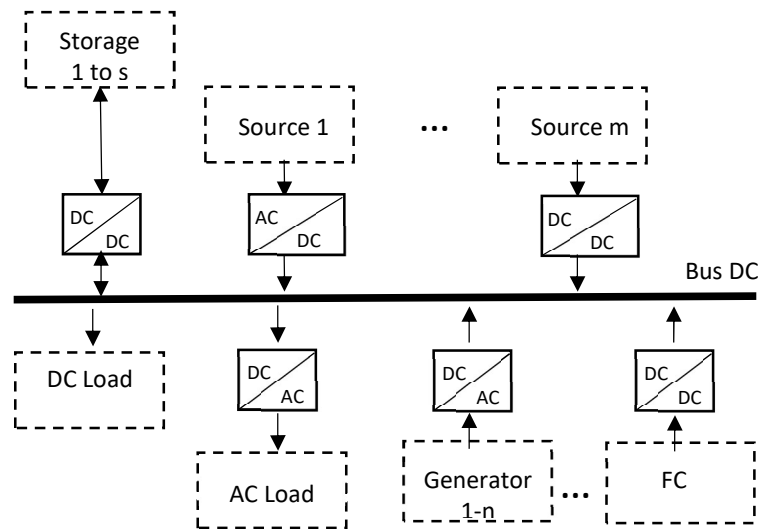 Storage
1 to s
Source 1
...
Source m
DC
DC
AC
DC
DC
DC
Bus DC
DC Load
DC
AC
DC
AC
DC
DC
AC Load
Generator
1-n
...
FC